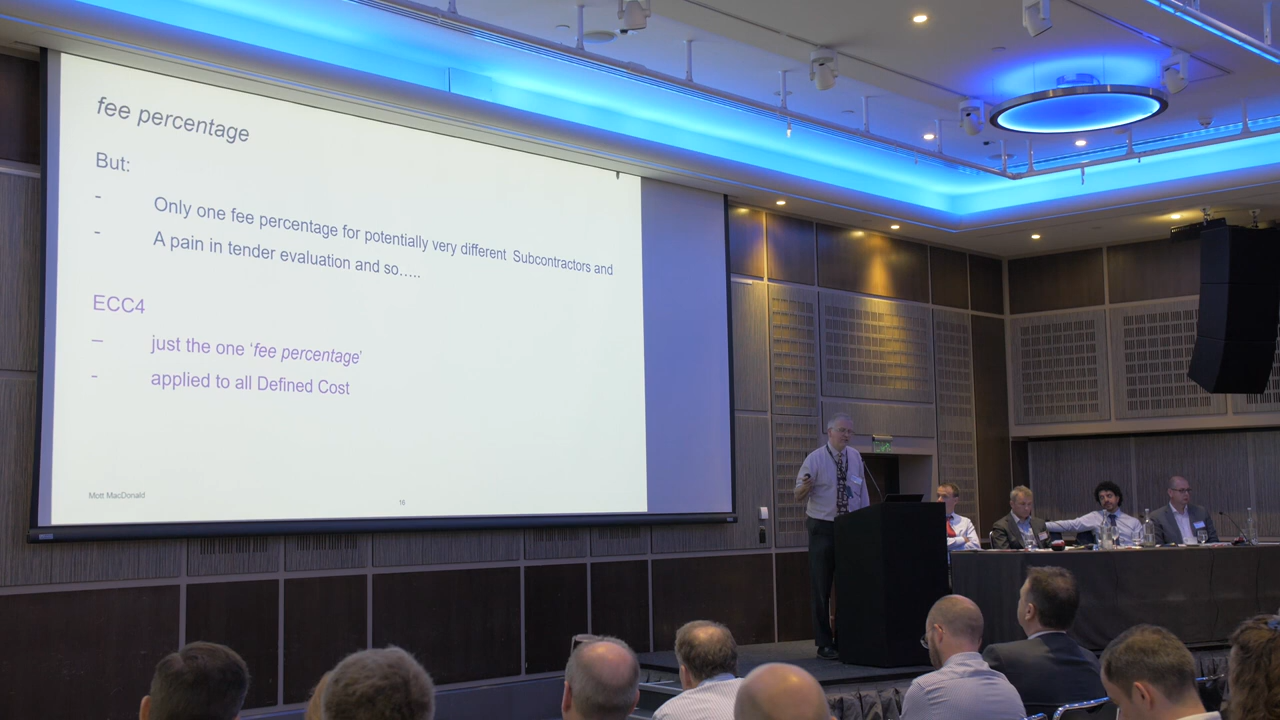 fee percentage
But:
- Only one fee percentage for potentially very different Subcontractors and
- A pain in tender evaluation and so.....
ECC4
– just the one ‘fee percentage’
- applied to all Defined Cost
Mott MacDonald
16